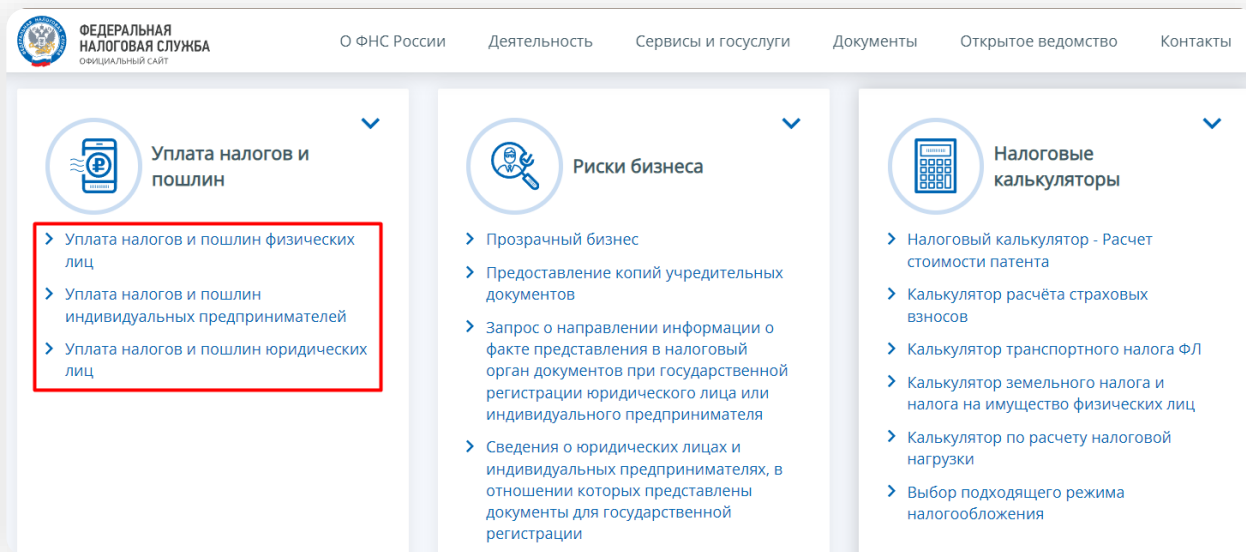 ФЕДЕРАЛЬНАЯ
НАЛОГОВАЯ СЛУЖБА
ОФИЦИАЛЬНЫЙ САЙТ
О ФНС России
Деятельность
Сервисы и госуслуги
Документы
Открытое ведомство
Контакты
Уплата налогов и
пошлин
Уплата налогов и пошлин физических
лиц
Уплата налогов и пошлин
индивидуальных предпринимателей
Уплата налогов и пошлин юридических
лиц
Риски бизнеса
Прозрачный бизнес
Предоставление копий учредительных
документов
Запрос о направлении информации о
факте представления в налоговый
орган документов при государственной
регистрации юридического лица или
индивидуального предпринимателя
Сведения о юридических лицах и
индивидуальных предпринимателях, в
отношении которых представлены
документы для государственной
регистрации
Налоговые
калькуляторы
Налоговый калькулятор - Расчет
стоимости патента
Калькулятор расчёта страховых
взносов
Калькулятор транспортного налога ФЛ
Калькулятор земельного налога и
налога на имущество физических лиц
Калькулятор по расчету налоговой
нагрузки
Выбор подходящего режима
налогообложения